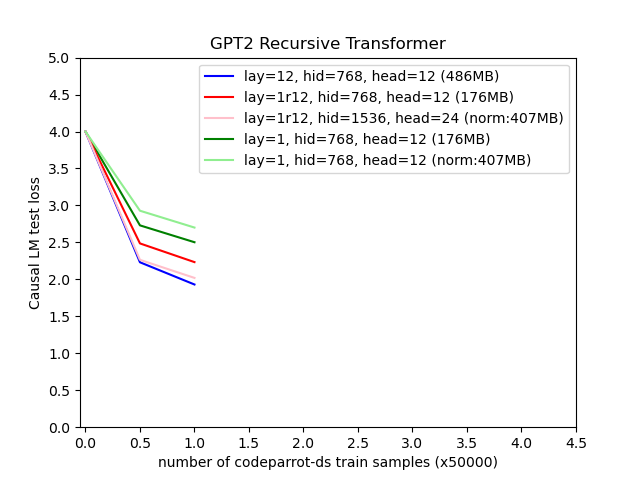 GPT2 Recursive Transformer
lay=12, hid=768, head=12 (486MB)
lay=1r12, hid=768, head=12 (176MB)
lay=1r12, hid=1536, head=24 (norm:407MB)
lay=1, hid=768, head=12 (176MB)
lay=1, hid=768, head=12 (norm:407MB)
Causal LM test loss
5.0
4.5
4.0
3.5
3.0
2.5
2.0
1.5
1.0
0.5
0.0
0.0 0.5 1.0 1.5 2.0 2.5 3.0 3.5 4.0 4.5
number of codeparrot-ds train samples (x50000)